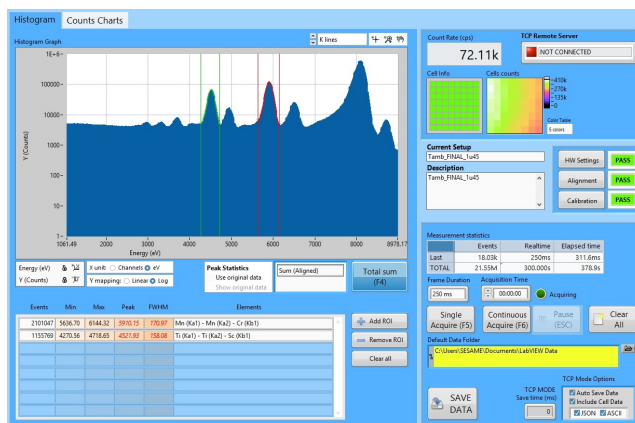 Histogram Counts Charts
Histogram Graph
K lines
1E+6
100000
10000
1000
100
10
1
Y (Counts)
1061.49 2000 3000 4000 5000 6000 7000 8000 8978.17
Energy (eV)
Energy (eV)
Y (Counts)
X unit: Channels eV
Y mapping: Linear Log
Peak Statistics
Use original data
Show original data
Sum (Aligned)
Total sum
(F4)
Events Min Max Peak FWHM Elements
2101047 5636.70 6144.32 5910.15 170.97 Mn (Ka1) - Mn (Ka2) - Cr (Kb1)
1155769 4270.56 4718.65 4521.93 158.08 Ti (Ka1) - Ti (Ka2) - Sc (Kb1)
Add ROI
Remove ROI
Clear all
Count Rate (cps)
72.11k
TCP Remote Server
NOT CONNECTED
Cell Info
Cells counts
410k
270k
135k
0
Color Table
5 colors
Current Setup
Tamb_FINAL_1u45
Description
Tamb_FINAL_1u45
HW Settings PASS
Alignment PASS
Calibration PASS
Measurement statistics
Events Realtime Elapsed time
Last 18.03k 250ms 311.6ms
TOTAL 21.55M 300.000s 378.9s
Frame Duration
250 ms
Acquisition Time
00:00:00
Acquiring
Single
Acquire (F5)
Continuous
Acquire (F6)
Pause
(ESC)
Clear
All
Default Data Folder
C:\Users\SESAME\Documents\LabVIEW Data
SAVE
DATA
TCP MODE
Save time (ms)
0
TCP Mode Options
Auto Save Data
Include Cell Data
JSON ASCII